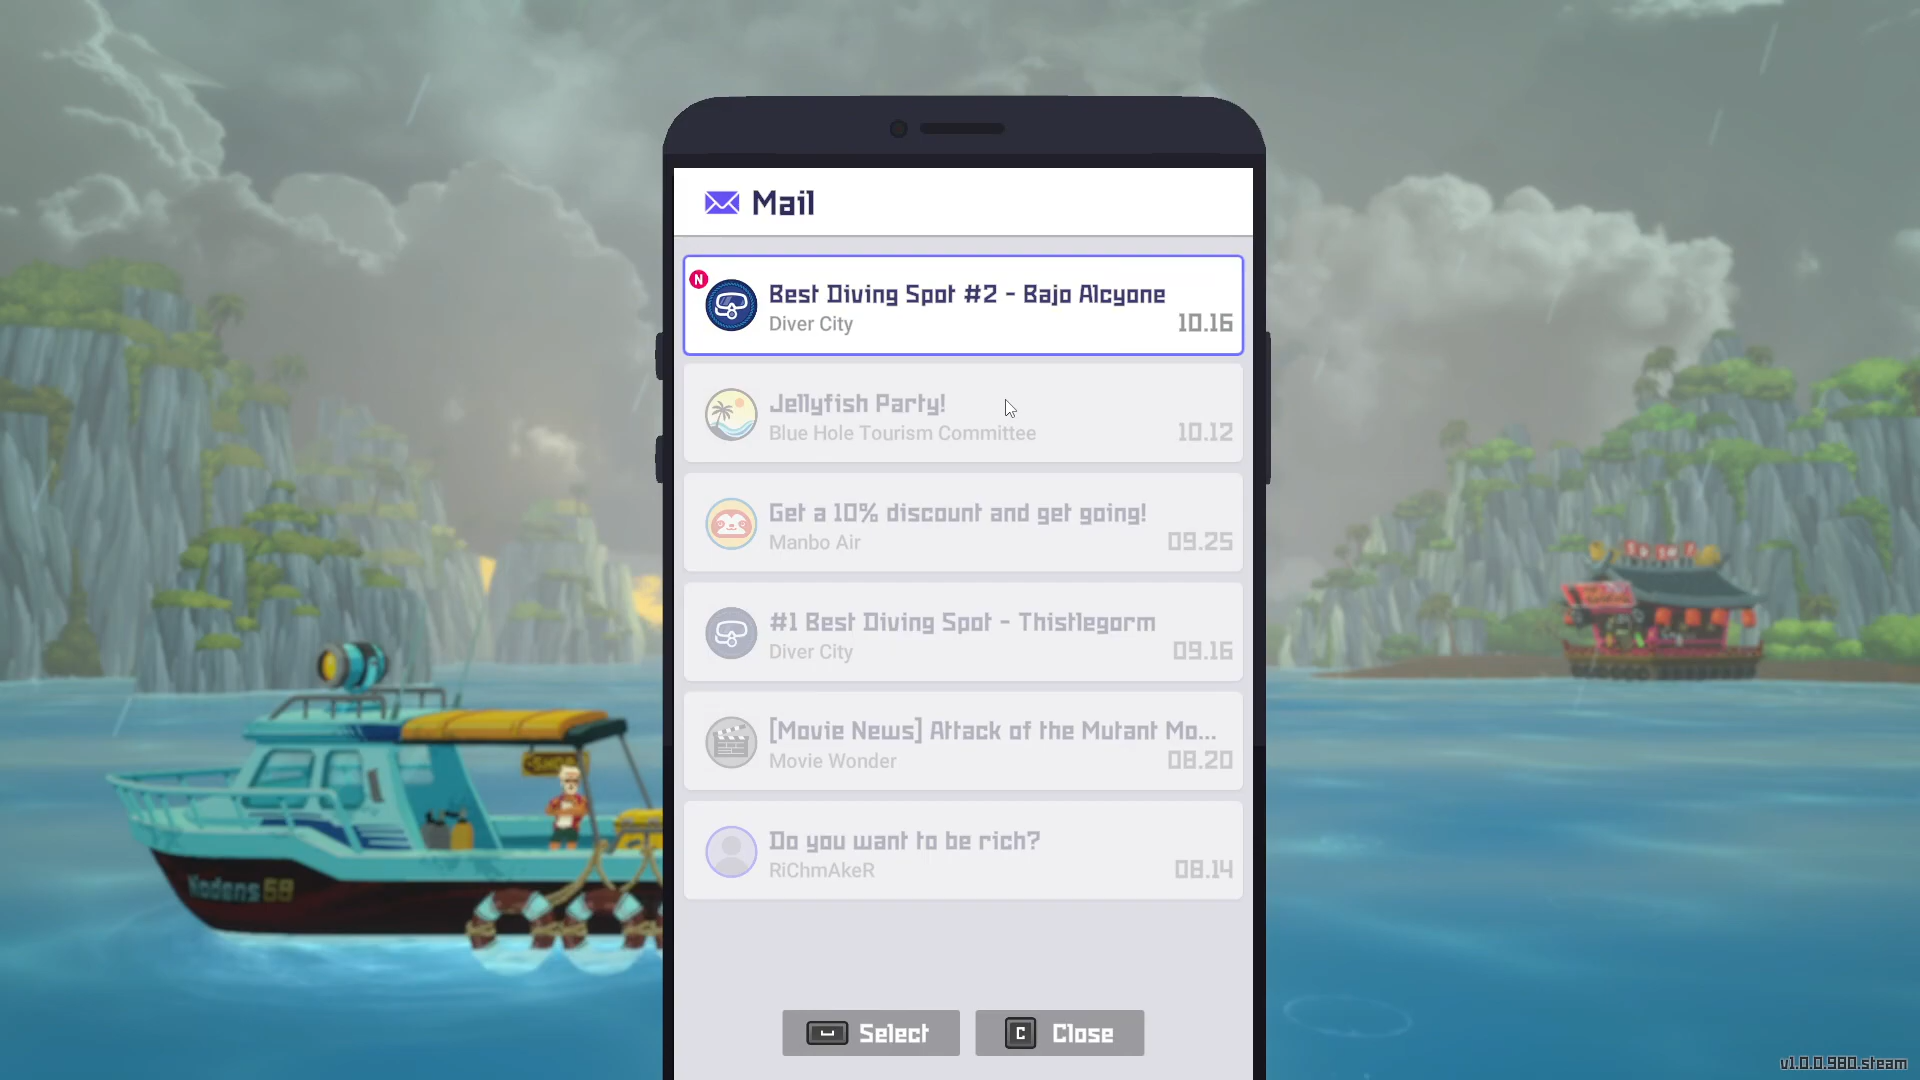 Mail
N
Best Diving Spot #2 - Bajo Alcyone
Diver City
10.16
Jellyfish Party!
Blue Hole Tourism Committee
10.12
Get a 10% discount and get going!
Manbo Air
09.25
#1 Best Diving Spot - Thistlegorm
Diver City
09.16
[Movie News] Attack of the Mutant Mo...
Movie Wonder
08.20
Do you want to be rich?
RiChmAkeR
08.14
Nodens 59
Select
C Close
v1.0.0.980.steam